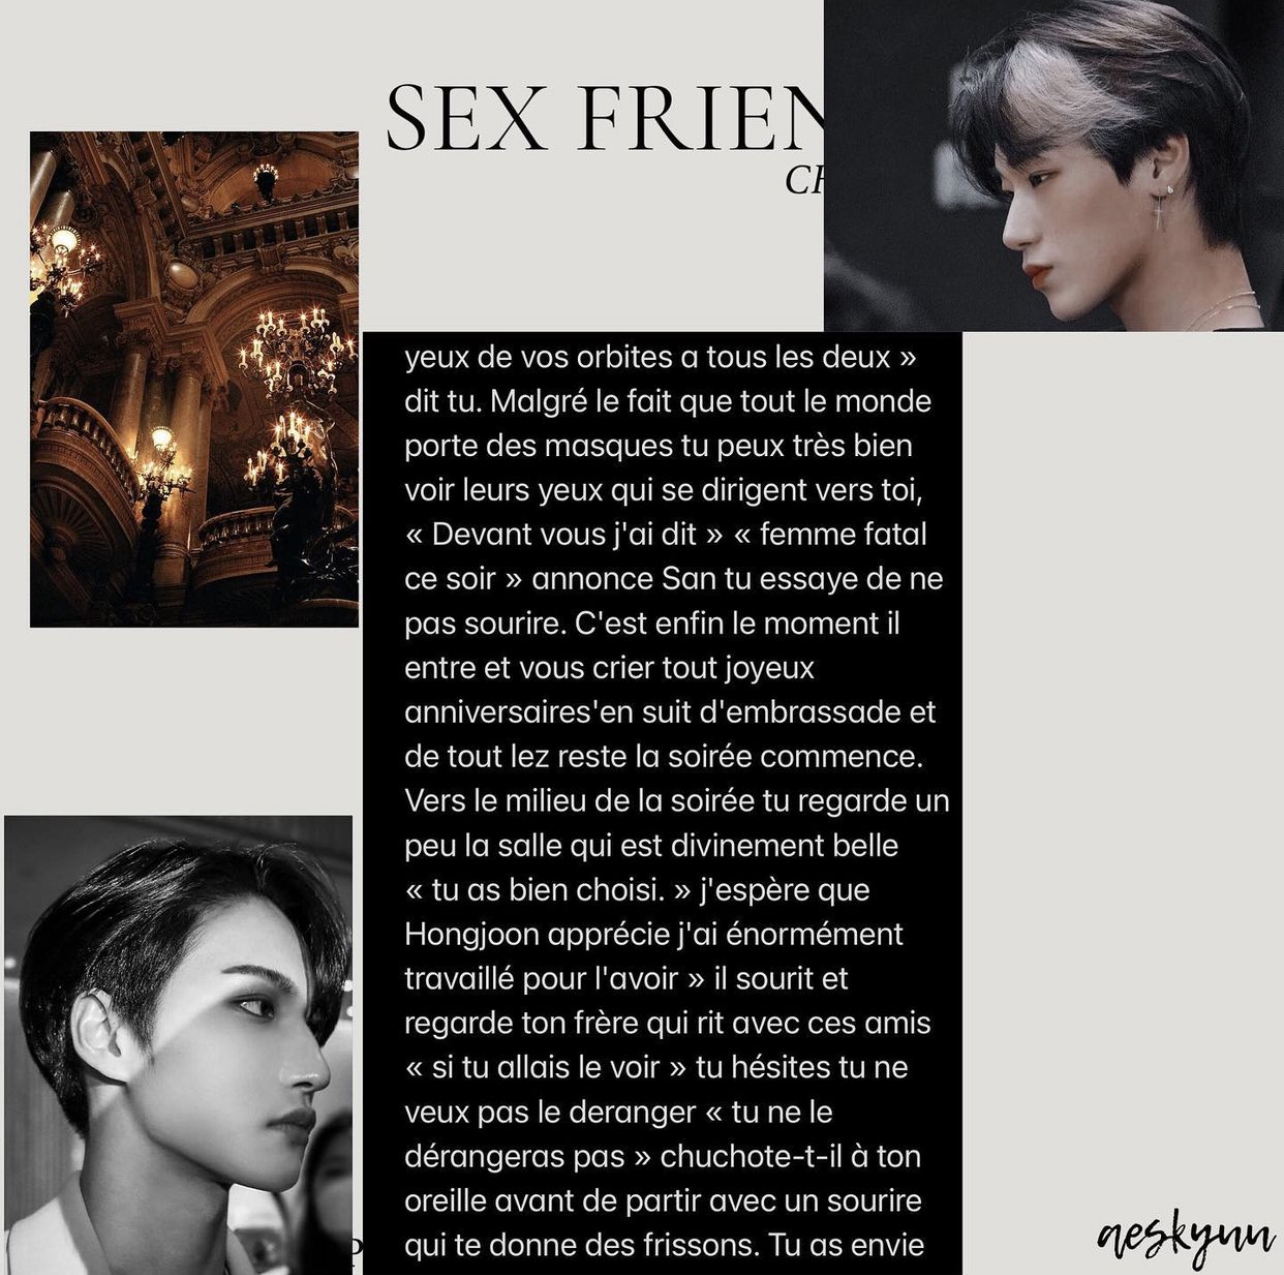 SEX FRIEN
CH
yeux de vos orbites a tous les deux »
dit tu. Malgré le fait que tout le monde
porte des masques tu peux très bien
voir leurs yeux qui se dirigent vers toi,
« Devant vous j'ai dit » « femme fatal
ce soir » annonce San tu essaye de ne
pas sourire. C'est enfin le moment il
entre et vous crier tout joyeux
anniversaires'en suit d'embrassade et
de tout lez reste la soirée commence.
Vers le milieu de la soirée tu regarde un
peu la salle qui est divinement belle
« tu as bien choisi. » j'espère que
Hongjoon apprécie j'ai énormément
travaillé pour l'avoir » il sourit et
regarde ton frère qui rit avec ces amis
« si tu allais le voir » tu hésites tu ne
veux pas le deranger « tu ne le
dérangeras pas » chuchote-t-il à ton
oreille avant de partir avec un sourire
qui te donne des frissons. Tu as envie
aeskynn